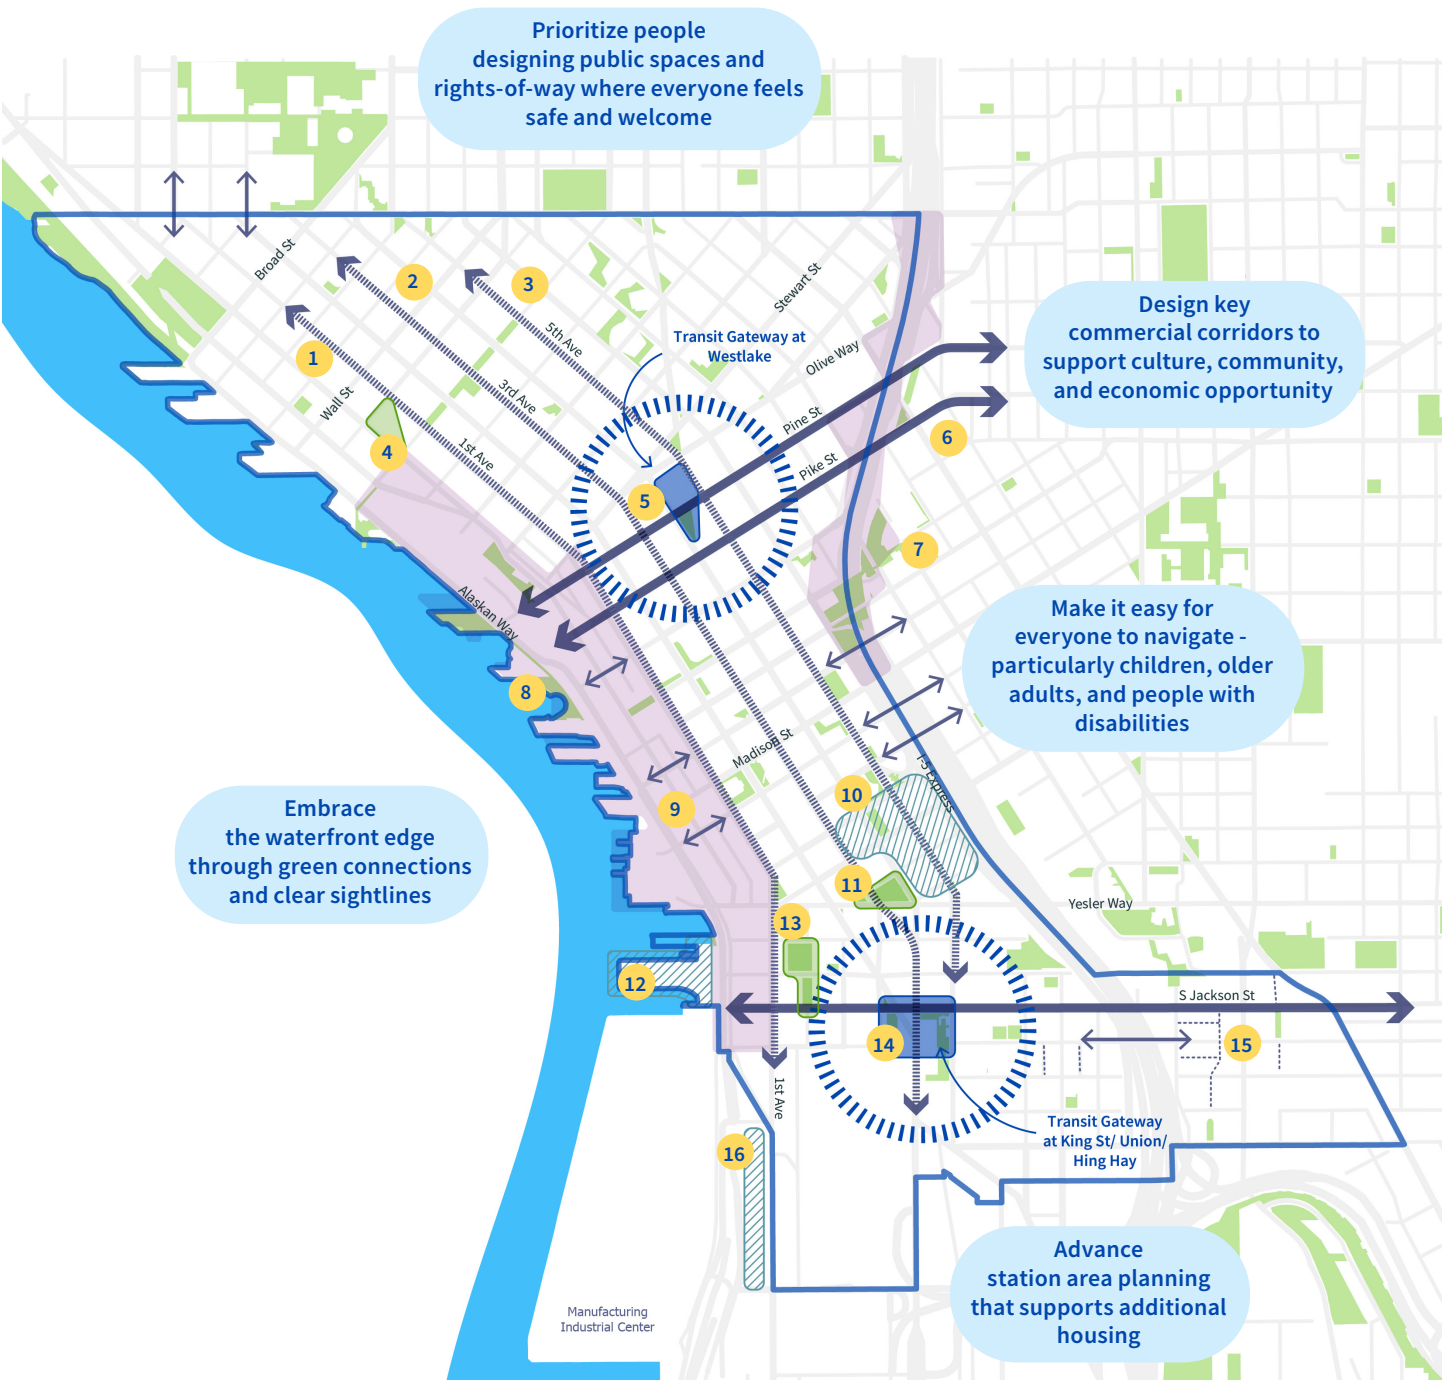 Prioritize people
designing public spaces and
rights-of-way where everyone feels
safe and welcome
Broad St
2
3
Stewart St
1
5th Ave
Transit Gateway at
Westlake
Olive Way
Design key
commercial corridors to
support culture, community,
and economic opportunity
Wall St
3rd Ave
Pine St
4
1st Ave
Pike St
6
5
7
Alaskan Way
Make it easy for
everyone to navigate -
particularly children, older
adults, and people with
disabilities
8
Madison St
I-5 Express
Embrace
the waterfront edge
through green connections
and clear sightlines
9
10
11
Yesler Way
13
12
S Jackson St
14
15
1st Ave
Transit Gateway
at King St/ Union/
Hing Hay
16
Advance
station area planning
that supports additional
housing
Manufacturing
Industrial Center